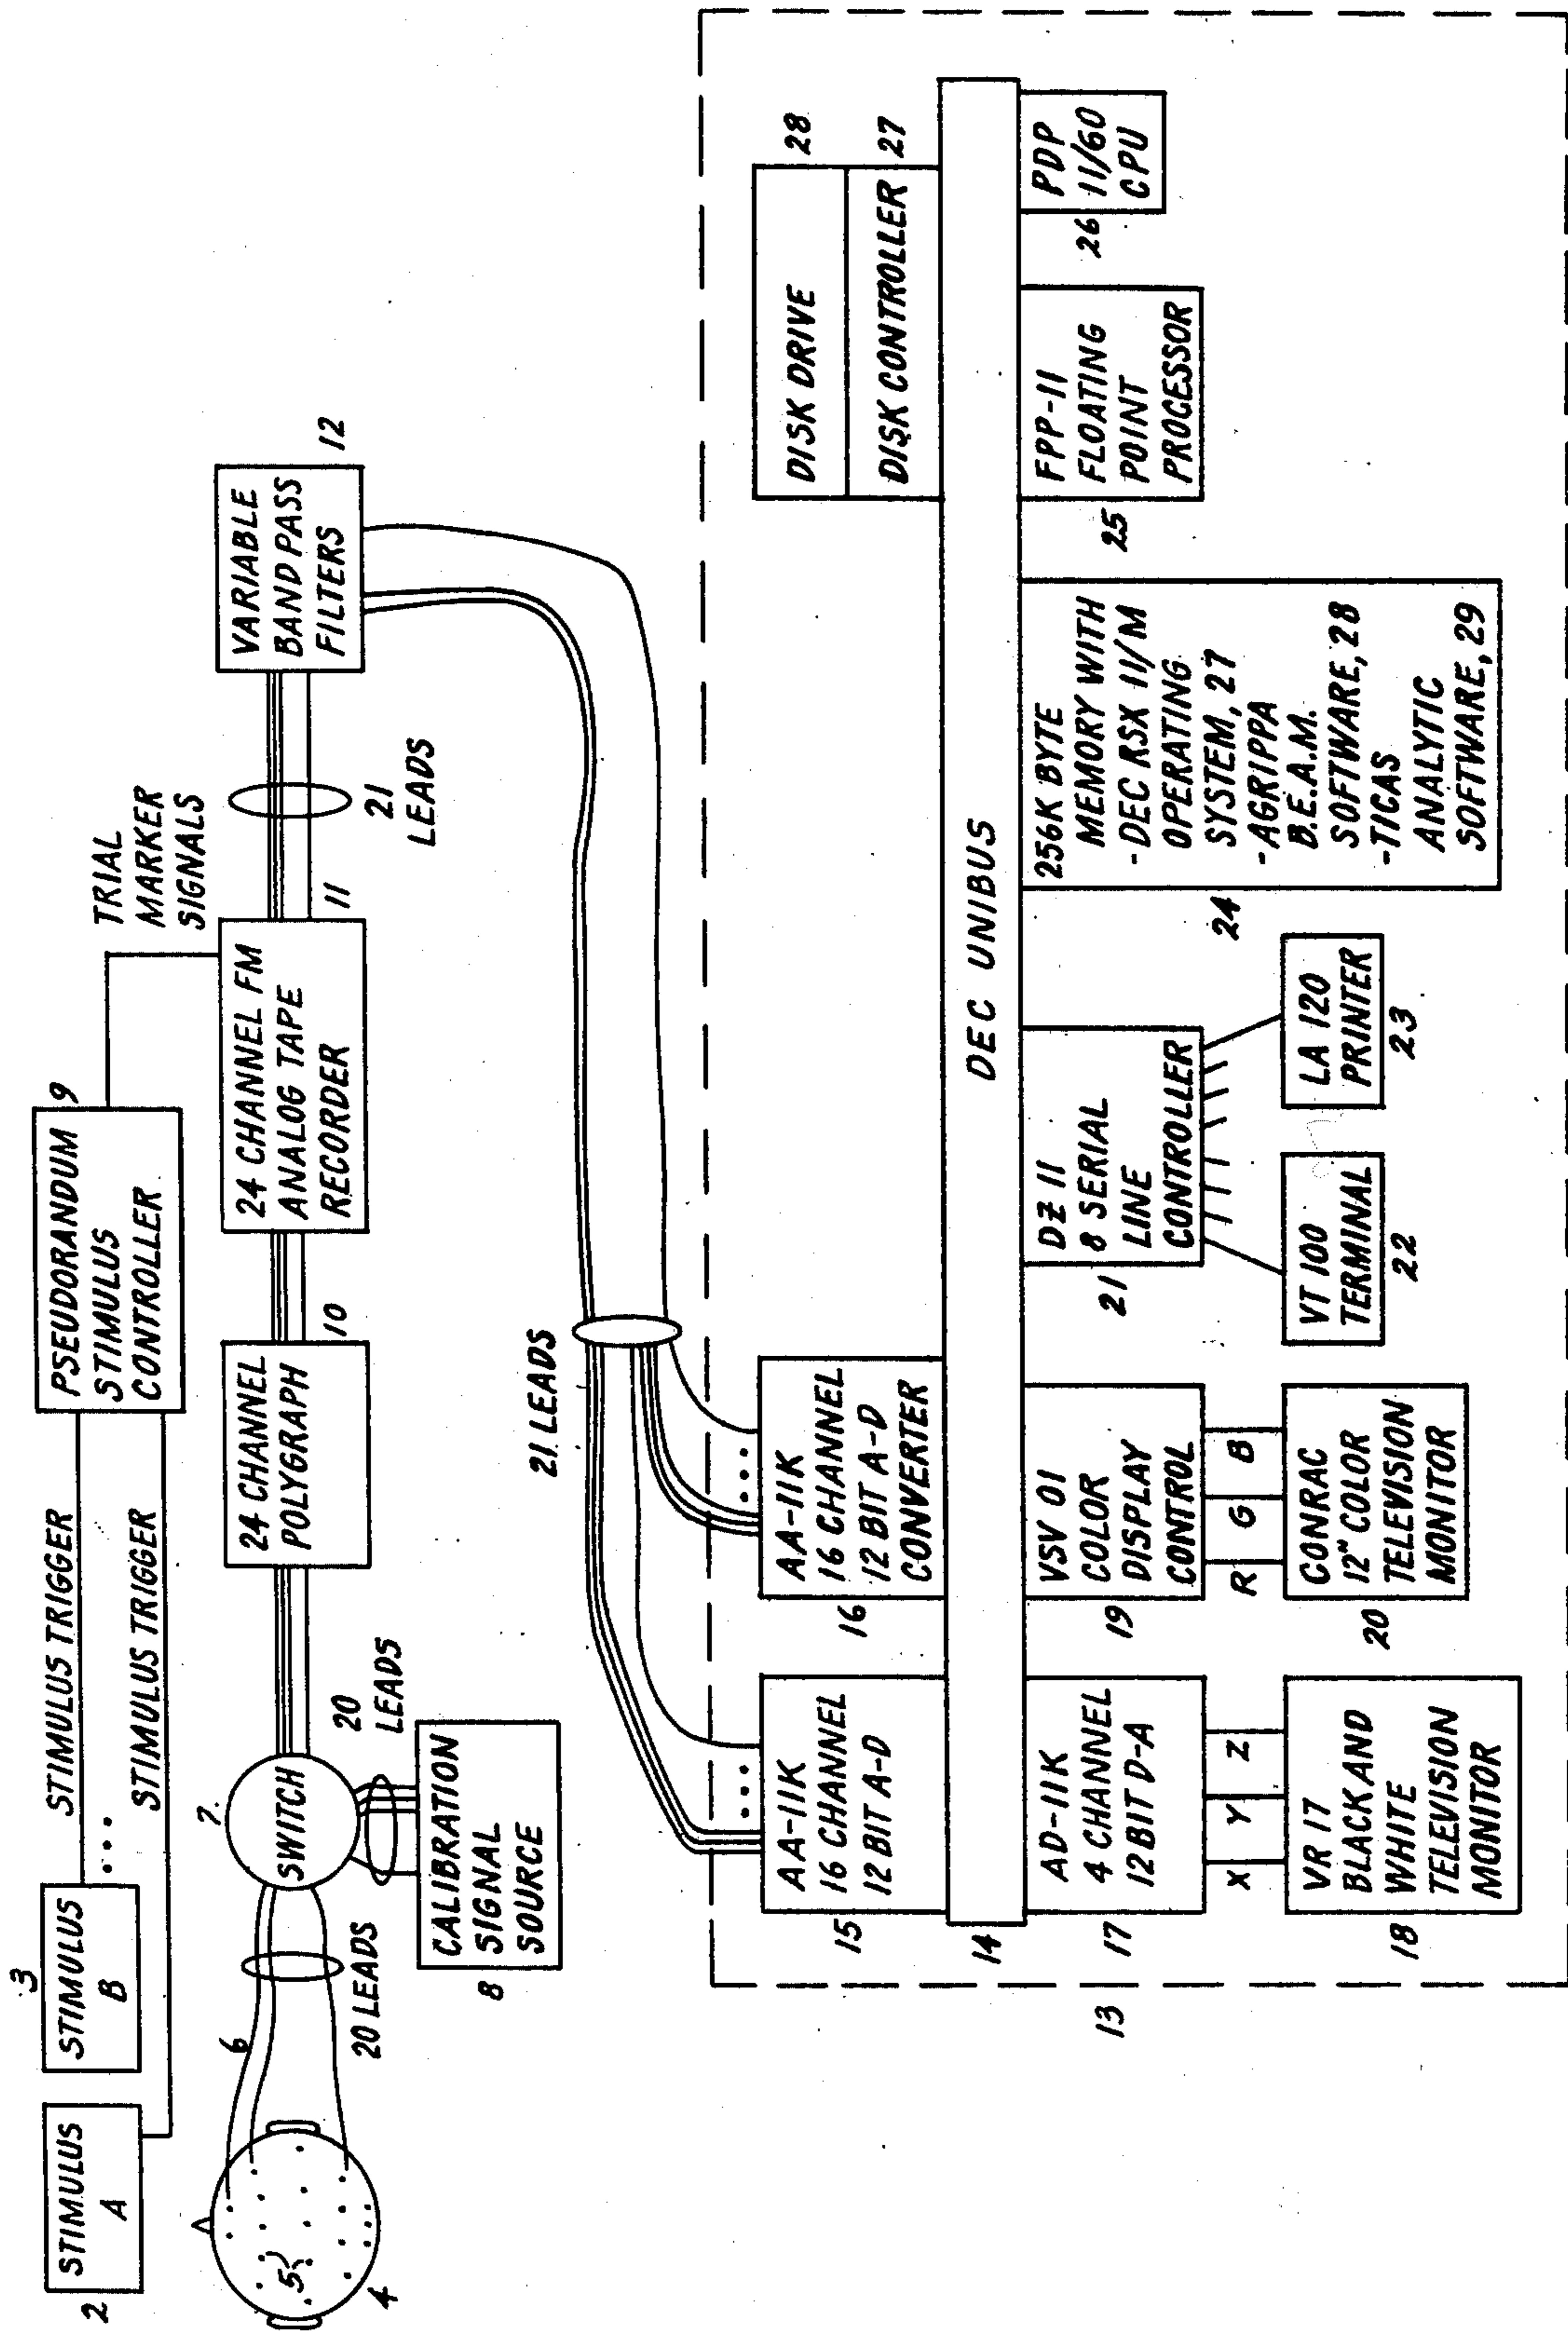 3
STIMULUS
B
2
STIMULUS
A
STIMULUS TRIGGER
...
STIMULUS TRIGGER
PSEUDORANDUM 9
STIMULUS
CONTROLLER
TRIAL
MARKER
SIGNALS
4
5
6
20 LEADS
7.
SWITCH
20
LEADS
8
CALIBRATION
SIGNAL
SOURCE
24 CHANNEL
POLYGRAPH
10
24 CHANNEL FM
ANALOG TAPE
RECORDER
11
21
LEADS
VARIABLE
BAND PASS
FILTERS
12
21 LEADS
13
15
AA-11K
16 CHANNEL
12 BIT A-D
...
16
AA-11K
16 CHANNEL
12 BIT A-D
CONVERTER
...
DISK DRIVE
28
DISK CONTROLLER
27
14
DEC UNIBUS
17
AD-11K
4 CHANNEL
12 BIT D-A
X Y Z
18
VR 17
BLACK AND
WHITE
TELEVISION
MONITOR
19
VSV 01
COLOR
DISPLAY
CONTROL
R G B
20
CONRAC
12" COLOR
TELEVISION
MONITOR
21
DZ 11
8 SERIAL
LINE
CONTROLLER
VT 100
TERMINAL
22
LA 120
PRINTER
23
24
256K BYTE
MEMORY WITH
-DEC RSX 11/M
OPERATING
SYSTEM, 27
-AGRIPPA
B.E.A.M.
SOFTWARE, 28
-TICAS
ANALYTIC
SOFTWARE, 29
25
FPP-11
FLOATING
POINT
PROCESSOR
26
PDP
11/60
CPU